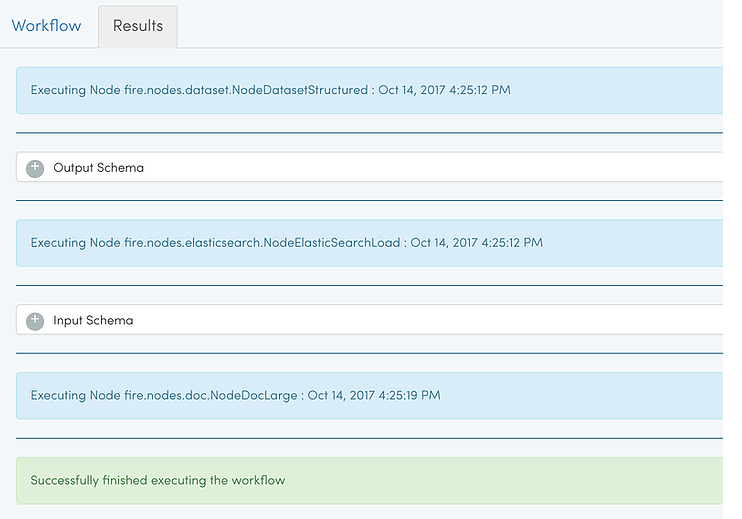 Workflow Results
Executing Node fire.nodes.dataset.NodeDatasetStructured : Oct 14, 2017 4:25:12 PM
Output Schema
Executing Node fire.nodes.elasticsearch.NodeElasticSearchLoad : Oct 14, 2017 4:25:12 PM
Input Schema
Executing Node fire.nodes.doc.NodeDocLarge : Oct 14, 2017 4:25:19 PM
Successfully finished executing the workflow